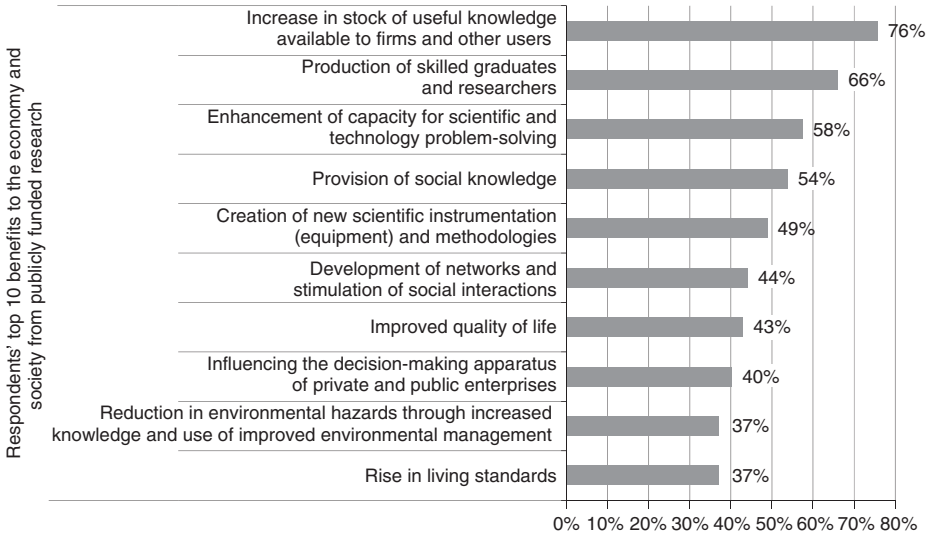 Respondents' top 10 benefits to the economy and
society from publicly funded research
Increase in stock of useful knowledge
available to firms and other users
76%
Production of skilled graduates
and researchers
66%
Enhancement of capacity for scientific and
technology problem-solving
58%
Provision of social knowledge
54%
Creation of new scientific instrumentation
(equipment) and methodologies
49%
Development of networks and
stimulation of social interactions
44%
Improved quality of life
43%
Influencing the decision-making apparatus
of private and public enterprises
40%
Reduction in environmental hazards through increased
knowledge and use of improved environmental management
37%
Rise in living standards
37%
0% 10% 20% 30% 40% 50% 60% 70% 80%